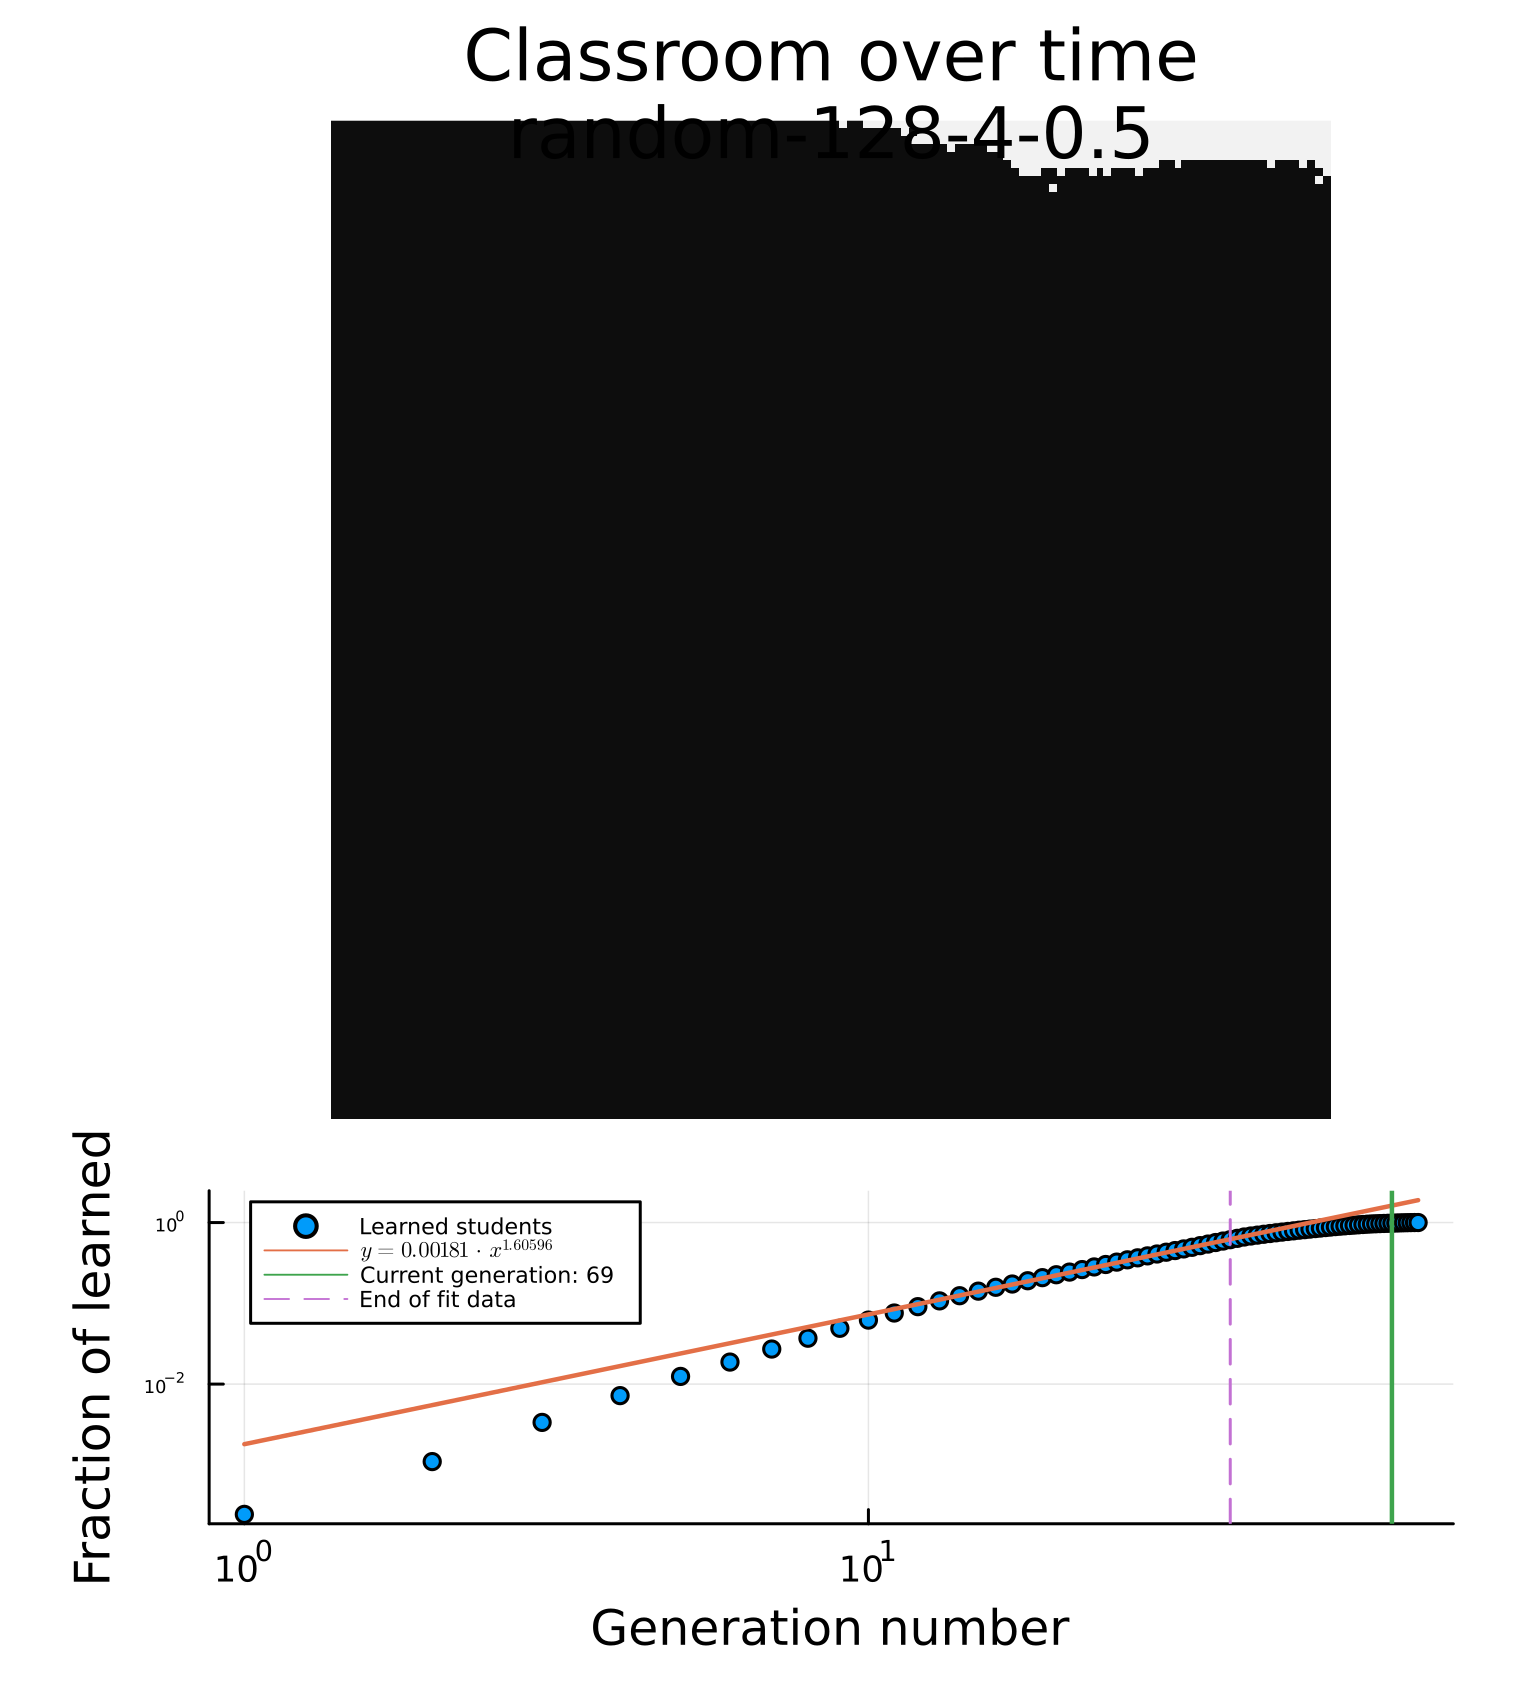 Classroom over time
random-128-4-0.5
Fraction of learned
10^0
10^-2
Learned students
y = 0.00181 · x^1.60596
Current generation: 69
End of fit data
10^0
10^1
Generation number